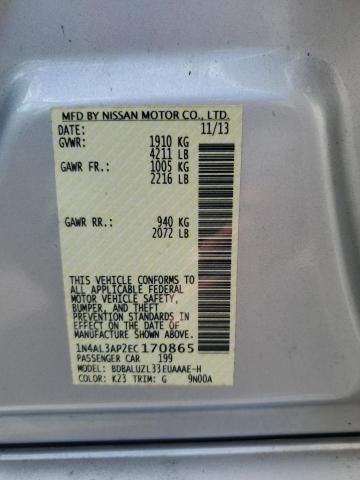 MFD BY NISSAN MOTOR CO., LTD.
DATE: 11/13
GVWR: 1910 KG
4211 LB
GAWR FR.: 1005 KG
2216 LB
GAWR RR.: 940 KG
2072 LB
THIS VEHICLE CONFORMS TO
ALL APPLICABLE U.S. FEDERAL
MOTOR VEHICLE SAFETY,
BUMPER, AND THEFT
PREVENTION STANDARDS IN
EFFECT ON THE DATE OF
MANUFACTURE SHOWN ABOVE.
1N4AL3AP2EC170865
PASSENGER CAR 199
MODEL: BDBALUZL33EUAAAE-H
COLOR: K23 TRIM: G 9N00A